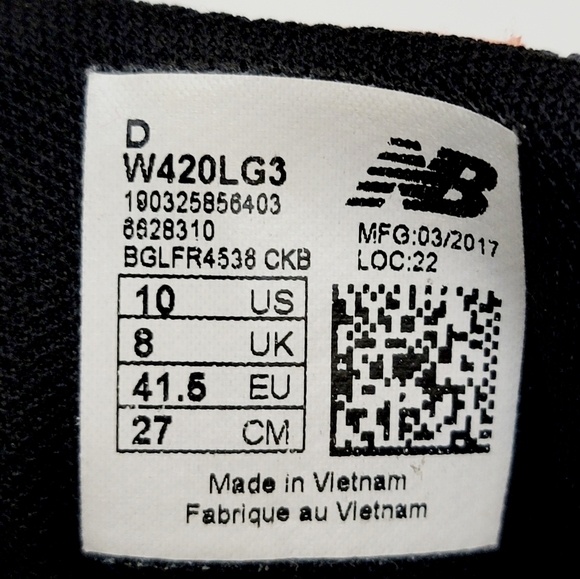 D
W420LG3
190325856403
6628310
BGLFR4538 CKB
NB
MFG:03/2017
LOC:22
10 US
8 UK
41.5 EU
27 CM
Made in Vietnam
Fabrique au Vietnam